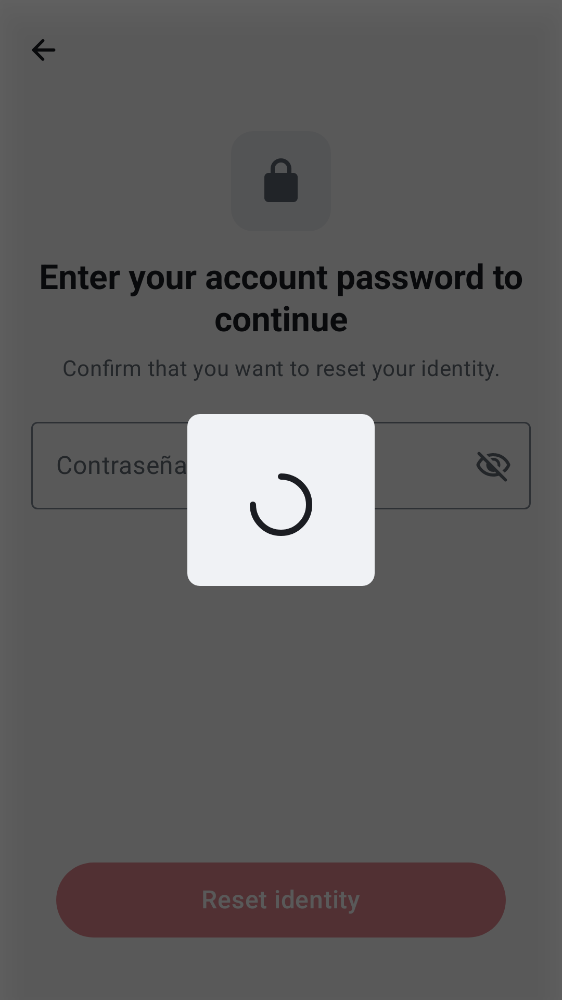 Enter your account password to
continue
Confirm that you want to reset your identity.
Contraseña
Reset identity